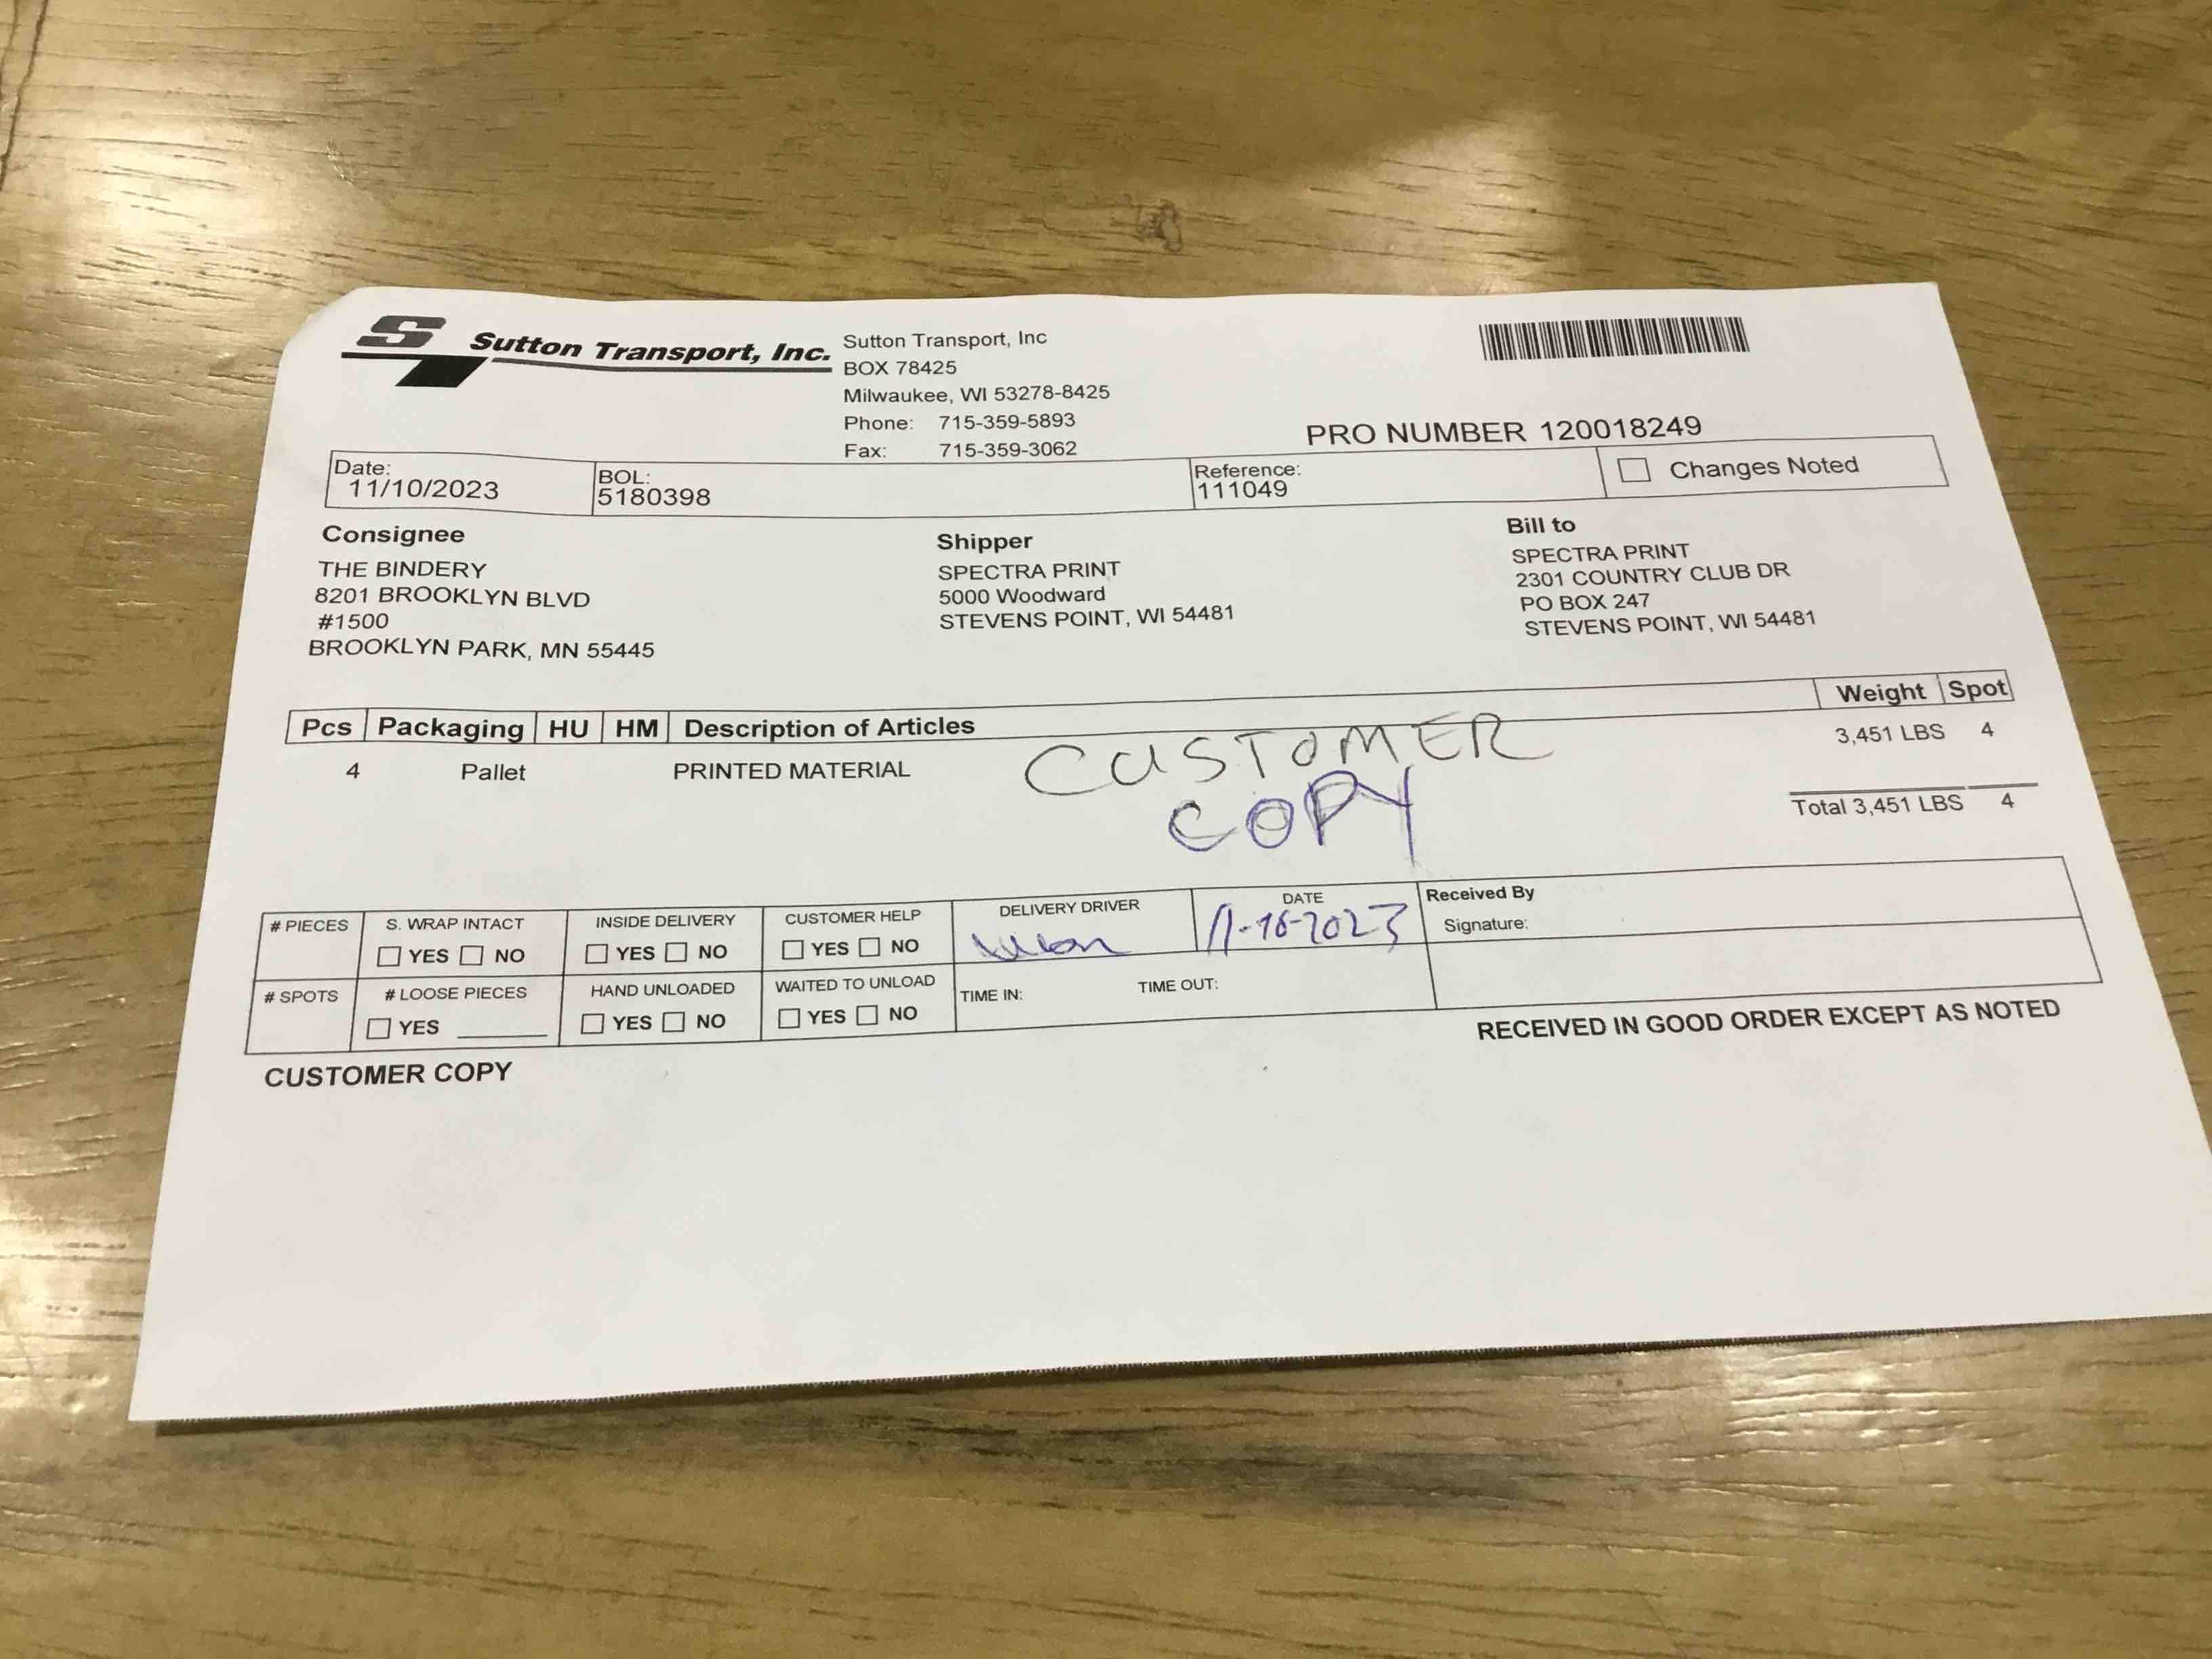 S
Sutton Transport, Inc.
Sutton Transport, Inc
BOX 78425
Milwaukee, WI 53278-8425
Phone: 715-359-5893
Fax: 715-359-3062
PRO NUMBER 120018249
Date:
11/10/2023
BOL:
5180398
Reference:
111049
Changes Noted
Consignee
THE BINDERY
8201 BROOKLYN BLVD
#1500
BROOKLYN PARK, MN 55445
Shipper
SPECTRA PRINT
5000 Woodward
STEVENS POINT, WI 54481
Bill to
SPECTRA PRINT
2301 COUNTRY CLUB DR
PO BOX 247
STEVENS POINT, WI 54481
Pcs Packaging HU HM Description of Articles Weight Spot
4 Pallet PRINTED MATERIAL 3,451 LBS 4
CUSTOMER
COPY
Total 3,451 LBS 4
# PIECES
S. WRAP INTACT
YES NO
INSIDE DELIVERY
YES NO
CUSTOMER HELP
YES NO
DELIVERY DRIVER
DATE
Received By
Signature:
# SPOTS
# LOOSE PIECES
YES
HAND UNLOADED
YES NO
WAITED TO UNLOAD
YES NO
TIME IN: TIME OUT:
RECEIVED IN GOOD ORDER EXCEPT AS NOTED
CUSTOMER COPY